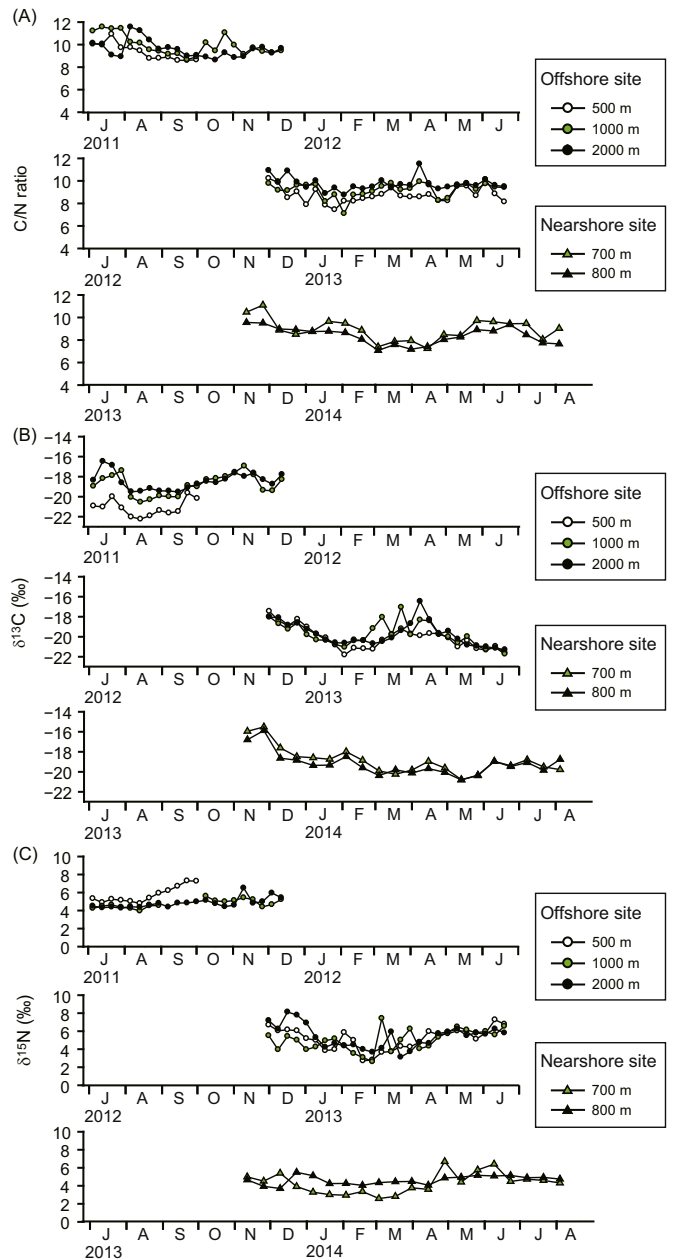 (A)
12
10
8
6
4
J A S O N D J F M A M J
2011 2012
Offshore site
500 m
1000 m
2000 m
C/N ratio
12
10
8
6
4
J A S O N D J F M A M J
2012 2013
Nearshore site
700 m
800 m
12
10
8
6
4
J A S O N D J F M A M J J A
2013 2014
(B)
−14
−16
−18
−20
−22
J A S O N D J F M A M J
2011 2012
Offshore site
500 m
1000 m
2000 m
δ13C (‰)
−14
−16
−18
−20
−22
J A S O N D J F M A M J
2012 2013
Nearshore site
700 m
800 m
−14
−16
−18
−20
−22
J A S O N D J F M A M J J A
2013 2014
(C)
10
8
6
4
2
0
J A S O N D J F M A M J
2011 2012
Offshore site
500 m
1000 m
2000 m
δ15N (‰)
10
8
6
4
2
0
J A S O N D J F M A M J
2012 2013
Nearshore site
700 m
800 m
10
8
6
4
2
0
J A S O N D J F M A M J J A
2013 2014